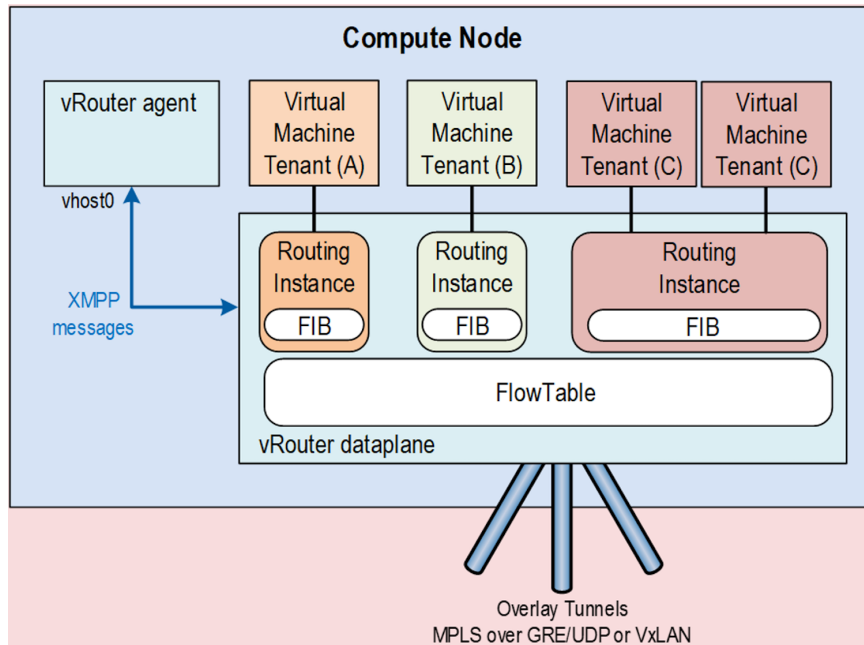 Compute Node
vRouter agent
Virtual
Machine
Tenant (A)
Virtual
Machine
Tenant (B)
Virtual
Machine
Tenant (C)
Virtual
Machine
Tenant (C)
vhost0
XMPP
messages
Routing
Instance
FIB
Routing
Instance
FIB
Routing
Instance
FIB
FlowTable
vRouter dataplane
Overlay Tunnels
MPLS over GRE/UDP or VxLAN